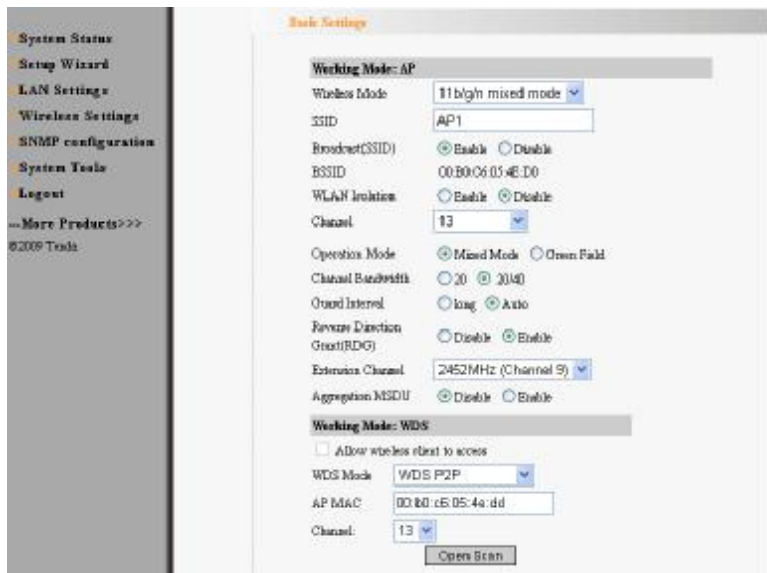 System Status
Setup Wizard
LAN Settings
Wireless Settings
SNMP configuration
System Tools
Logout
...More Products>>>
©2009 Tenda
Basic Settings
Working Mode: AP
Wireless Mode 11b/g/n mixed mode
SSID AP1
Broadcast(SSID) Enable Disable
BSSID 00:B0:C6:05:4E:D0
WLAN Isolation Enable Disable
Channel 13
Operation Mode Mixed Mode Green Field
Channel Bandwidth 20 20/40
Guard Interval long Auto
Reverse Direction
Grant(RDG) Disable Enable
Extension Channel 2452MHz (Channel 9)
Aggregation MSDU Disable Enable
Working Mode: WDS
Allow wireless client to access
WDS Mode WDS P2P
AP MAC 00:b0:c6:05:4e:dd
Channel: 13
Open Scan